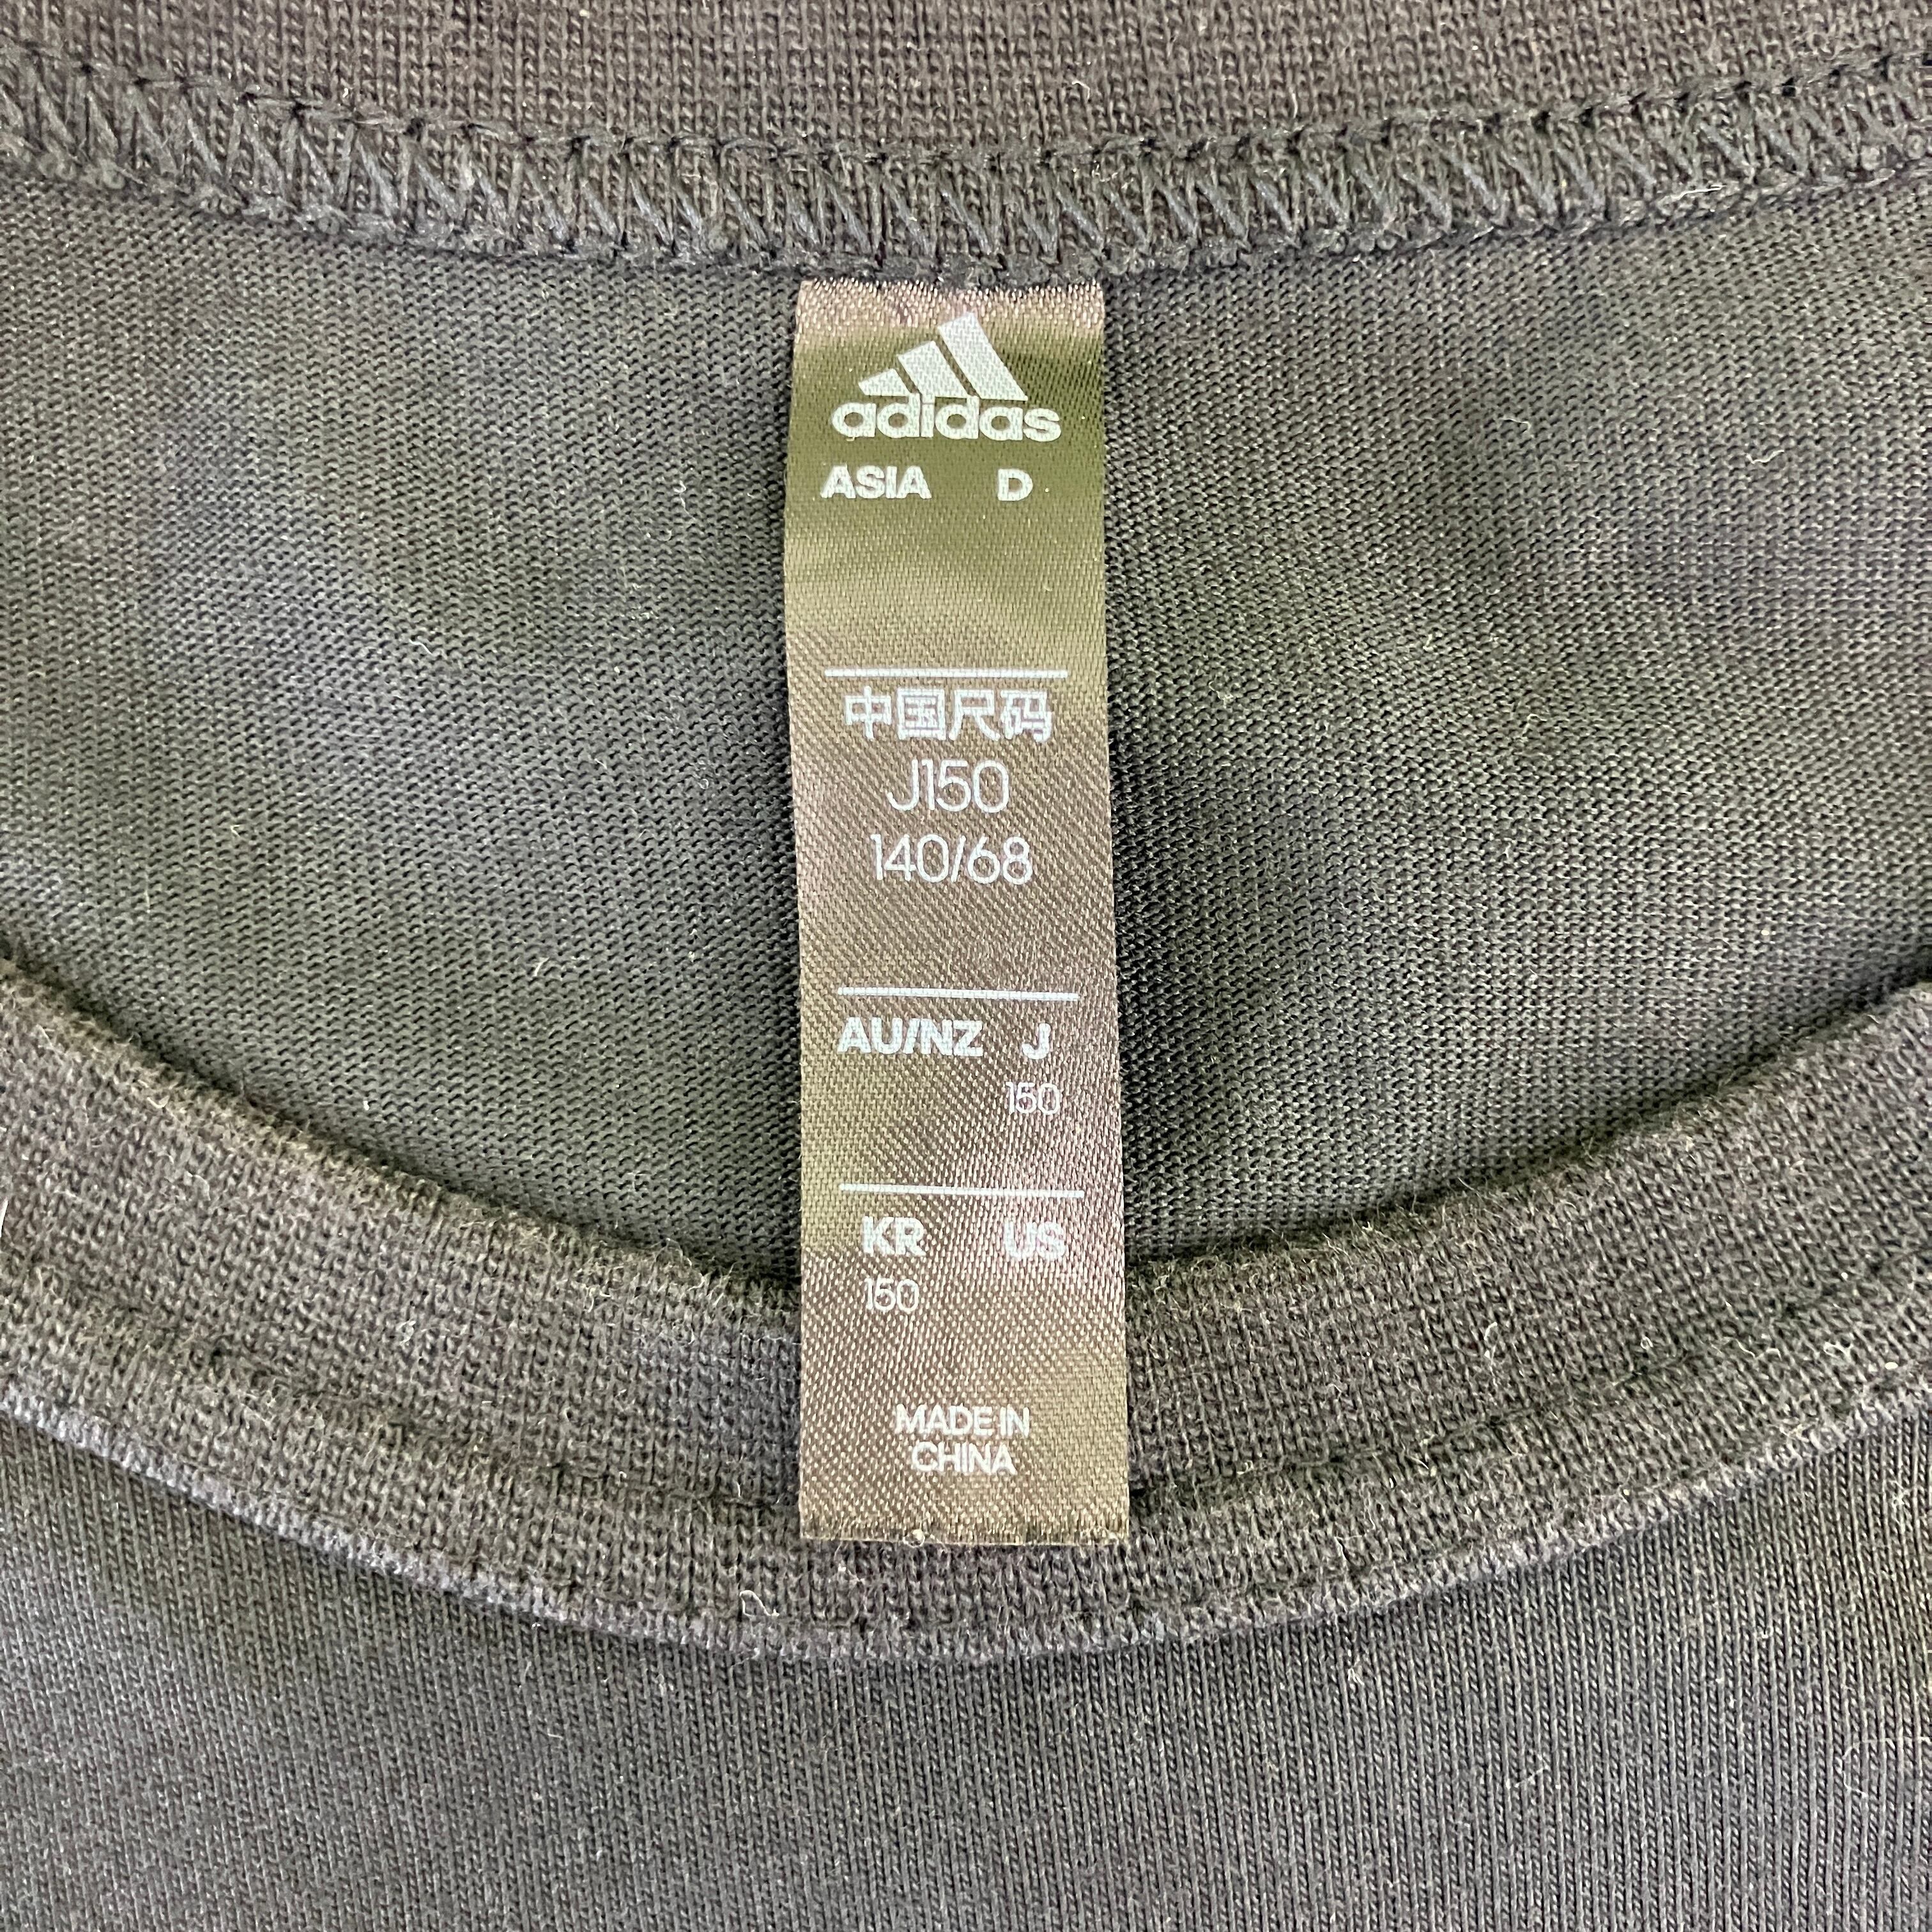 adidas
ASIA D
中国尺码
J150
140/68
AU/NZ J
150
KR US
150
MADE IN
CHINA